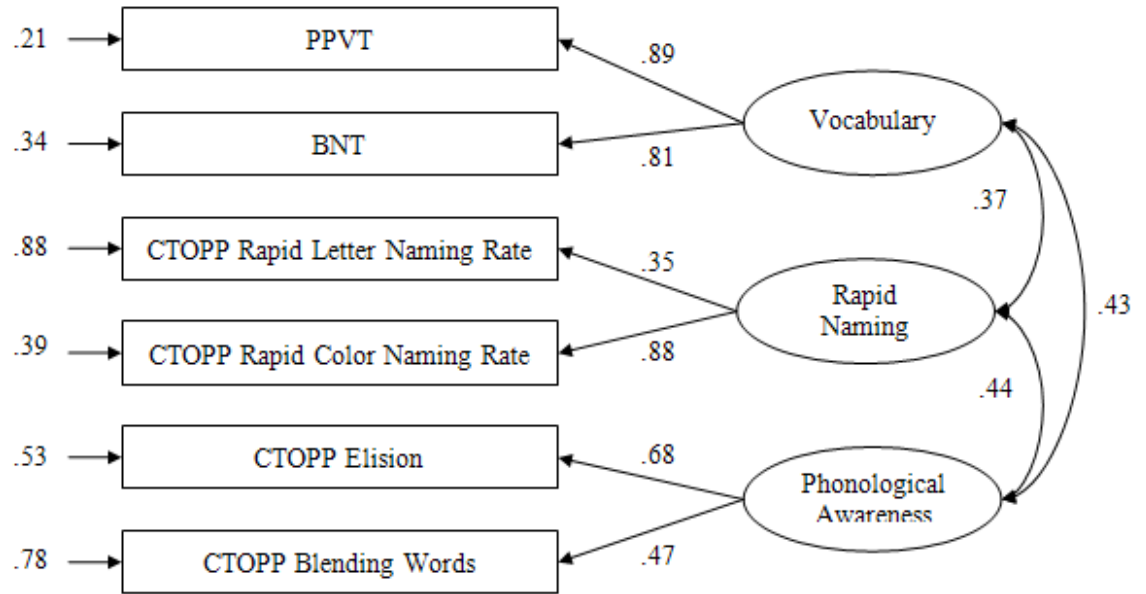 .21
PPVT
.89
Vocabulary
.34
BNT
.81
.37
.88
CTOPP Rapid Letter Naming Rate
.35
Rapid
Naming
.43
.39
CTOPP Rapid Color Naming Rate
.88
.44
.53
CTOPP Elision
.68
Phonological
Awareness
.78
CTOPP Blending Words
.47